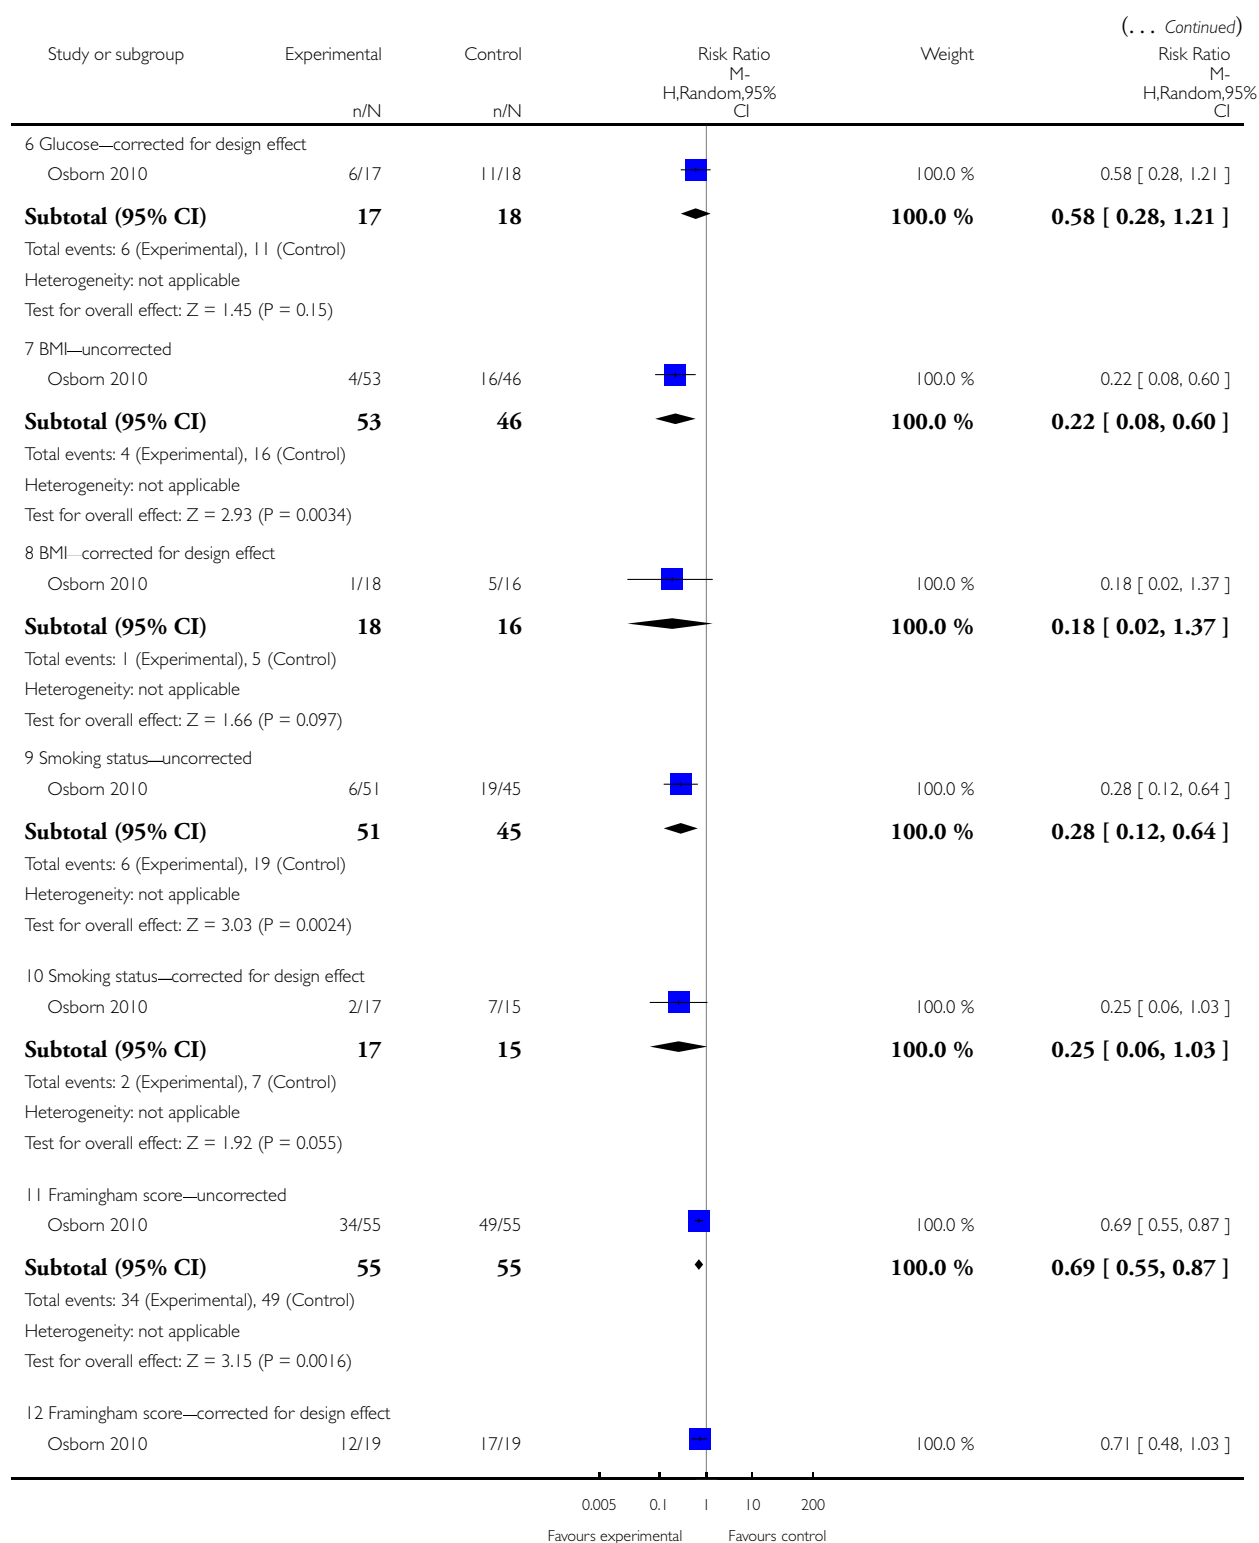 (... Continued)
Study or subgroup Experimental Control Risk Ratio Weight Risk Ratio
M- M-
H,Random,95% H,Random,95%
n/N n/N CI CI
6 Glucose—corrected for design effect
Osborn 2010 6/17 11/18 100.0 % 0.58 [ 0.28, 1.21 ]
Subtotal (95% CI) 17 18 100.0 % 0.58 [ 0.28, 1.21 ]
Total events: 6 (Experimental), 11 (Control)
Heterogeneity: not applicable
Test for overall effect: Z = 1.45 (P = 0.15)
7 BMI—uncorrected
Osborn 2010 4/53 16/46 100.0 % 0.22 [ 0.08, 0.60 ]
Subtotal (95% CI) 53 46 100.0 % 0.22 [ 0.08, 0.60 ]
Total events: 4 (Experimental), 16 (Control)
Heterogeneity: not applicable
Test for overall effect: Z = 2.93 (P = 0.0034)
8 BMI—corrected for design effect
Osborn 2010 1/18 5/16 100.0 % 0.18 [ 0.02, 1.37 ]
Subtotal (95% CI) 18 16 100.0 % 0.18 [ 0.02, 1.37 ]
Total events: 1 (Experimental), 5 (Control)
Heterogeneity: not applicable
Test for overall effect: Z = 1.66 (P = 0.097)
9 Smoking status—uncorrected
Osborn 2010 6/51 19/45 100.0 % 0.28 [ 0.12, 0.64 ]
Subtotal (95% CI) 51 45 100.0 % 0.28 [ 0.12, 0.64 ]
Total events: 6 (Experimental), 19 (Control)
Heterogeneity: not applicable
Test for overall effect: Z = 3.03 (P = 0.0024)
10 Smoking status—corrected for design effect
Osborn 2010 2/17 7/15 100.0 % 0.25 [ 0.06, 1.03 ]
Subtotal (95% CI) 17 15 100.0 % 0.25 [ 0.06, 1.03 ]
Total events: 2 (Experimental), 7 (Control)
Heterogeneity: not applicable
Test for overall effect: Z = 1.92 (P = 0.055)
11 Framingham score—uncorrected
Osborn 2010 34/55 49/55 100.0 % 0.69 [ 0.55, 0.87 ]
Subtotal (95% CI) 55 55 100.0 % 0.69 [ 0.55, 0.87 ]
Total events: 34 (Experimental), 49 (Control)
Heterogeneity: not applicable
Test for overall effect: Z = 3.15 (P = 0.0016)
12 Framingham score—corrected for design effect
Osborn 2010 12/19 17/19 100.0 % 0.71 [ 0.48, 1.03 ]
0.005 0.1 1 10 200
Favours experimental Favours control